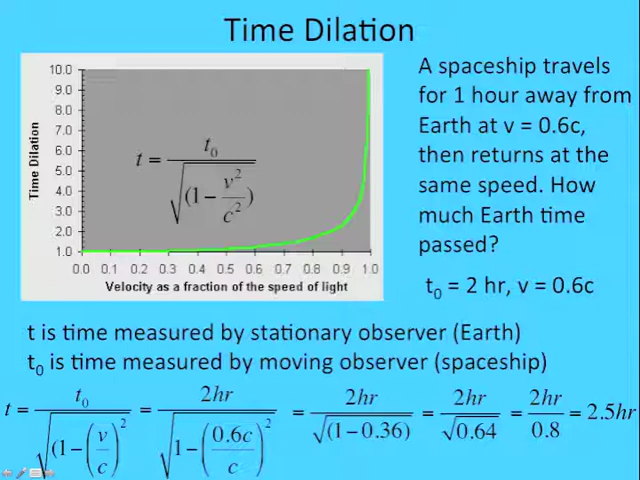 Time Dilation
A spaceship travels
for 1 hour away from
Earth at v = 0.6c,
then returns at the
same speed. How
much Earth time
passed?
t₀ = 2 hr, v = 0.6c
Time Dilation
10.0
9.0
8.0
7.0
6.0
5.0
4.0
3.0
2.0
1.0
t = t₀ / √(1 − v²/c²)
0.0 0.1 0.2 0.3 0.4 0.5 0.6 0.7 0.8 0.9 1.0
Velocity as a fraction of the speed of light
t is time measured by stationary observer (Earth)
t₀ is time measured by moving observer (spaceship)
t = t₀ / √(1 − (v/c)² = 2hr / √1 − (0.6c/c)² = 2hr / √(1 − 0.36) = 2hr / √0.64 = 2hr / 0.8 = 2.5hr